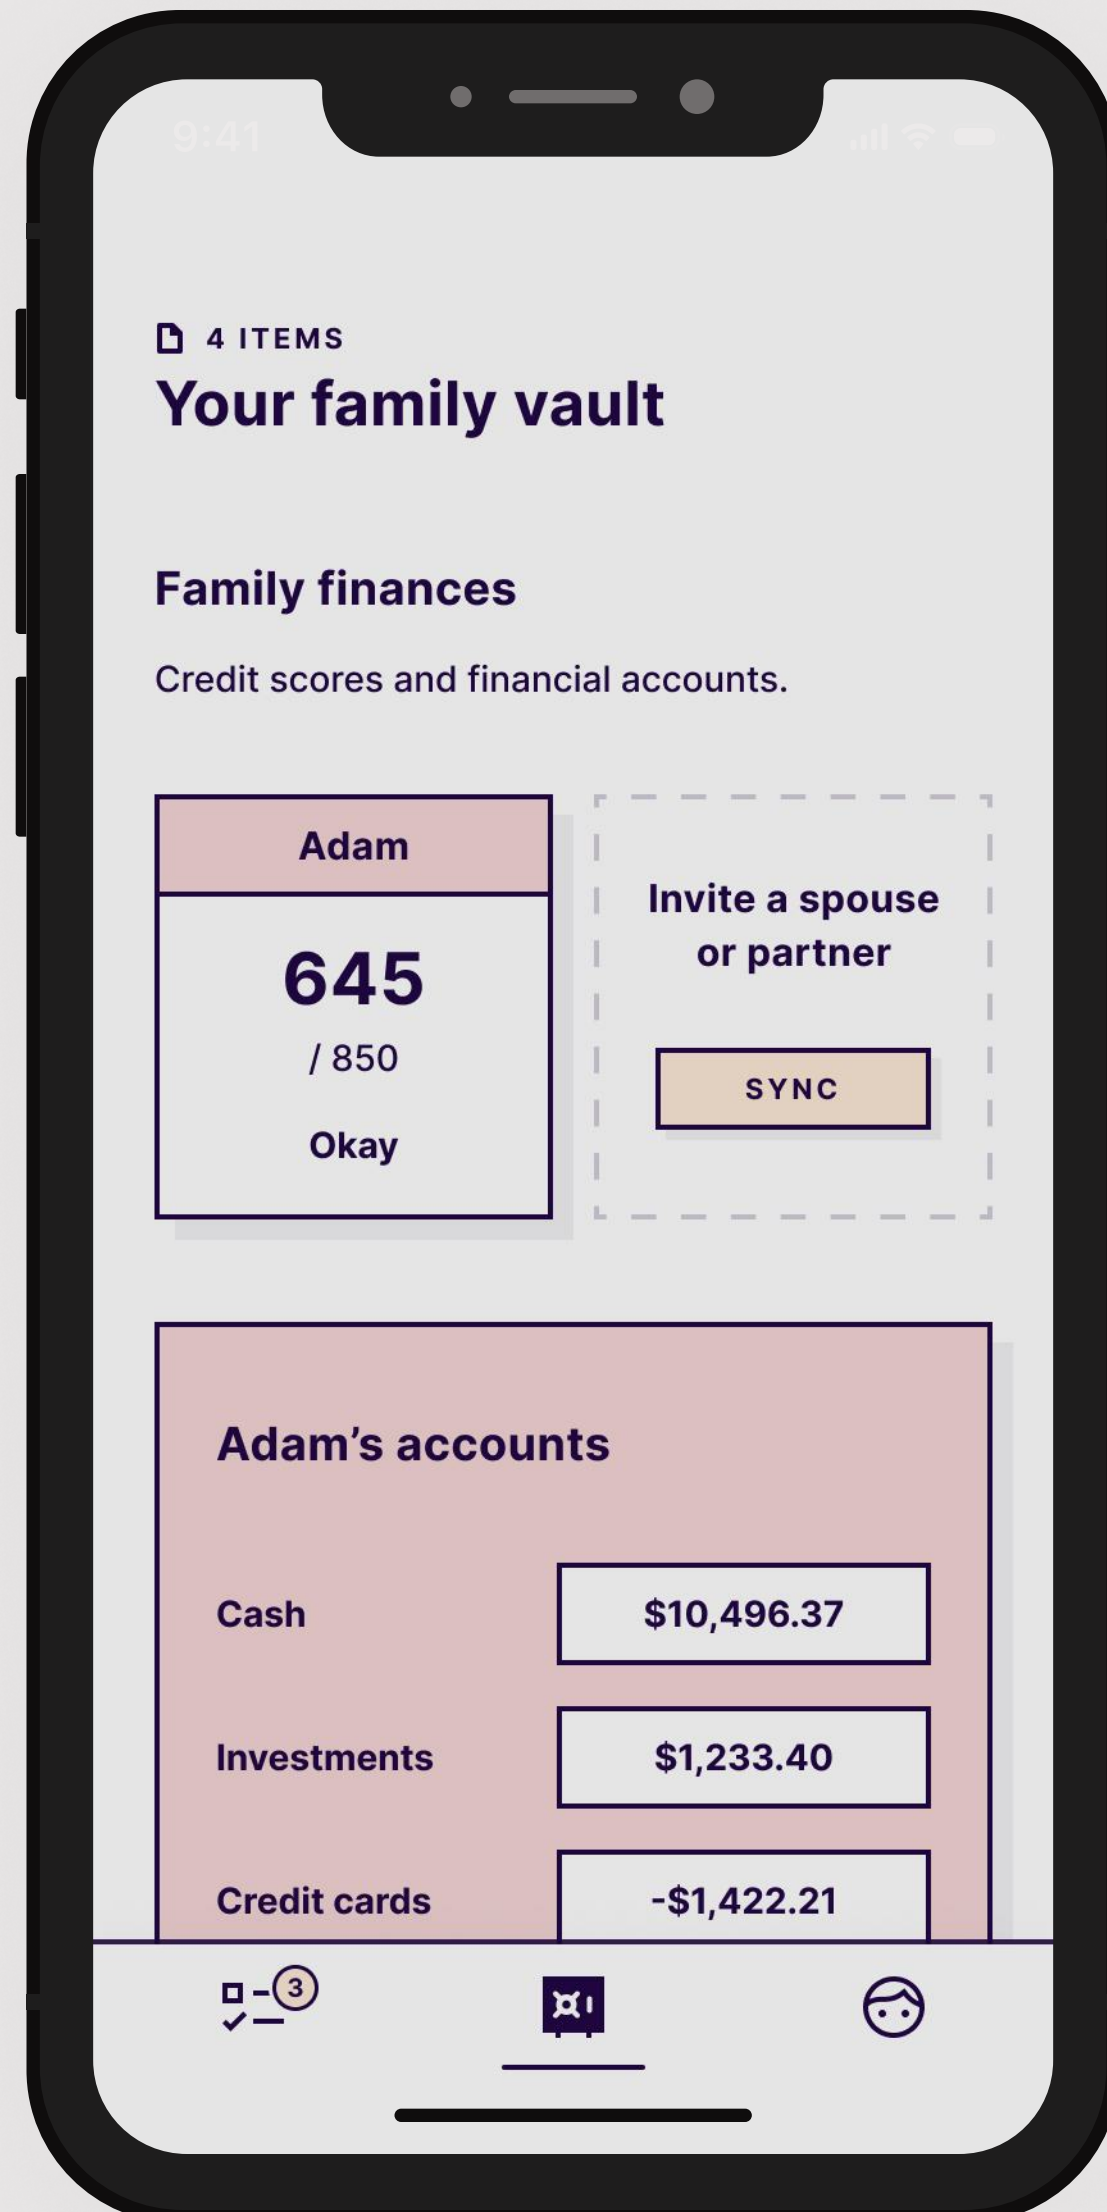 9:41
4 ITEMS
Your family vault
Family finances
Credit scores and financial accounts.
Adam
645
/ 850
Okay
Invite a spouse
or partner
SYNC
Adam’s accounts
Cash
$10,496.37
Investments
$1,233.40
Credit cards
-$1,422.21
3